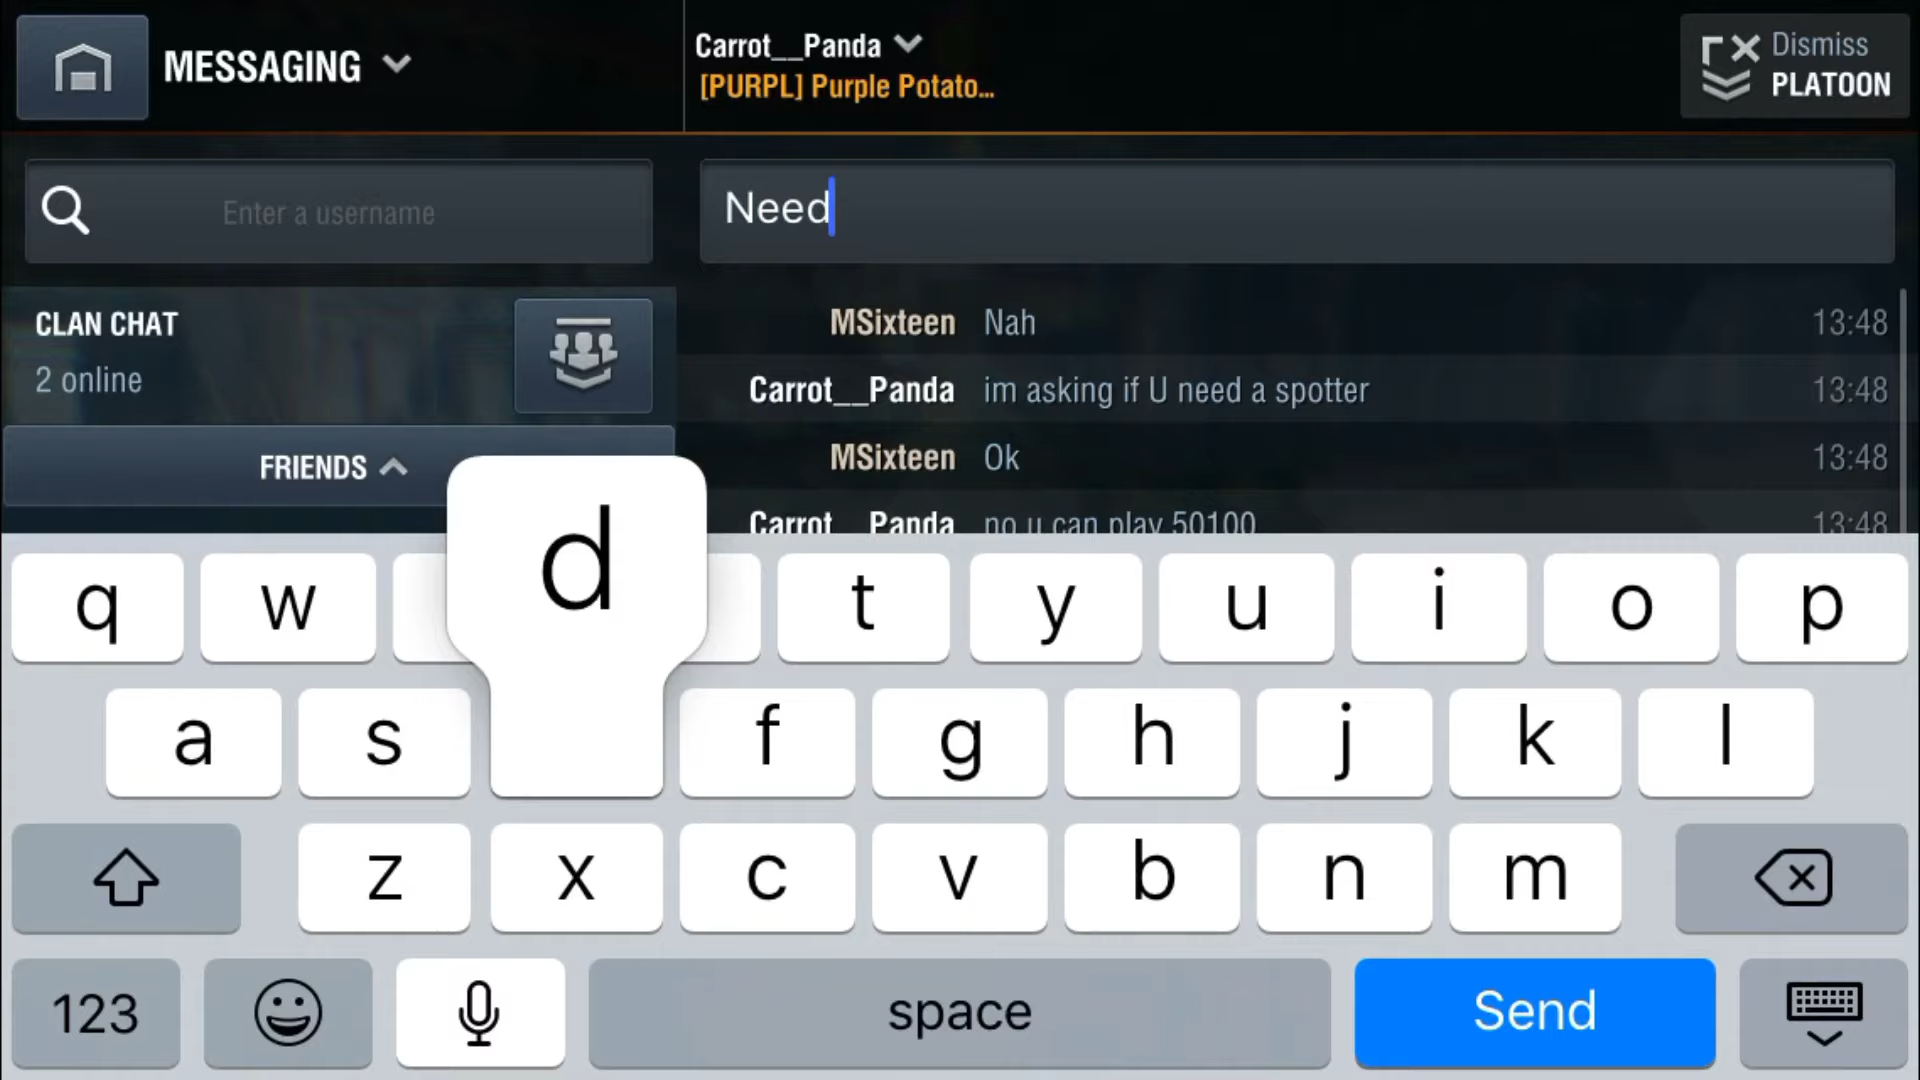 MESSAGING
Carrot__Panda
[PURPL] Purple Potato...
Dismiss
PLATOON
Enter a username
Need
CLAN CHAT
2 online
FRIENDS
MSixteen Nah 13:48
Carrot__Panda im asking if U need a spotter 13:48
MSixteen Ok 13:48
Carrot__Panda no u can play 50100 13:48
d
q w t y u i o p
a s f g h j k l
z x c v b n m
123 space Send